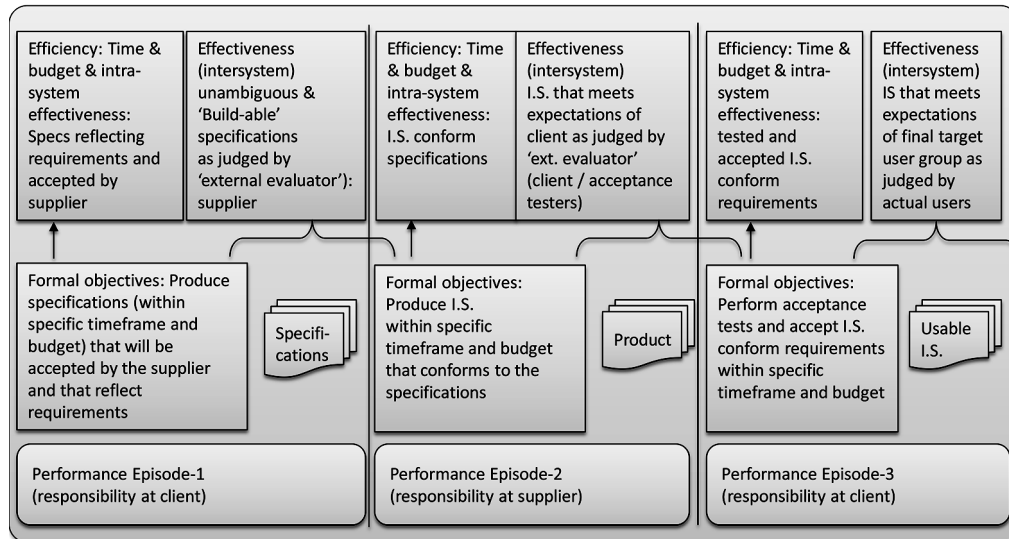 Efficiency: Time &
budget & intra-
system
effectiveness:
Specs reflecting
requirements and
accepted by
supplier
Effectiveness
(intersystem)
unambiguous &
‘Build-able’
specifications
as judged by
‘external evaluator’):
supplier
Efficiency: Time
& budget &
intra-system
effectiveness:
I.S. conform
specifications
Effectiveness
(intersystem)
I.S. that meets
expectations of
client as judged by
‘ext. evaluator’
(client / acceptance
testers)
Efficiency: Time &
budget & intra-
system
effectiveness:
tested and
accepted I.S.
conform
requirements
Effectiveness
(intersystem)
IS that meets
expectations
of final target
user group as
judged by
actual users
Formal objectives: Produce
specifications (within
specific timeframe and
budget) that will be
accepted by the supplier
and that reflect
requirements
Specifi-
cations
Formal objectives:
Produce I.S.
within specific
timeframe and budget
that conforms to the
specifications
Product
Formal objectives:
Perform acceptance
tests and accept I.S.
conform requirements
within specific
timeframe and budget
Usable
I.S.
Performance Episode-1
(responsibility at client)
Performance Episode-2
(responsibility at supplier)
Performance Episode-3
(responsibility at client)